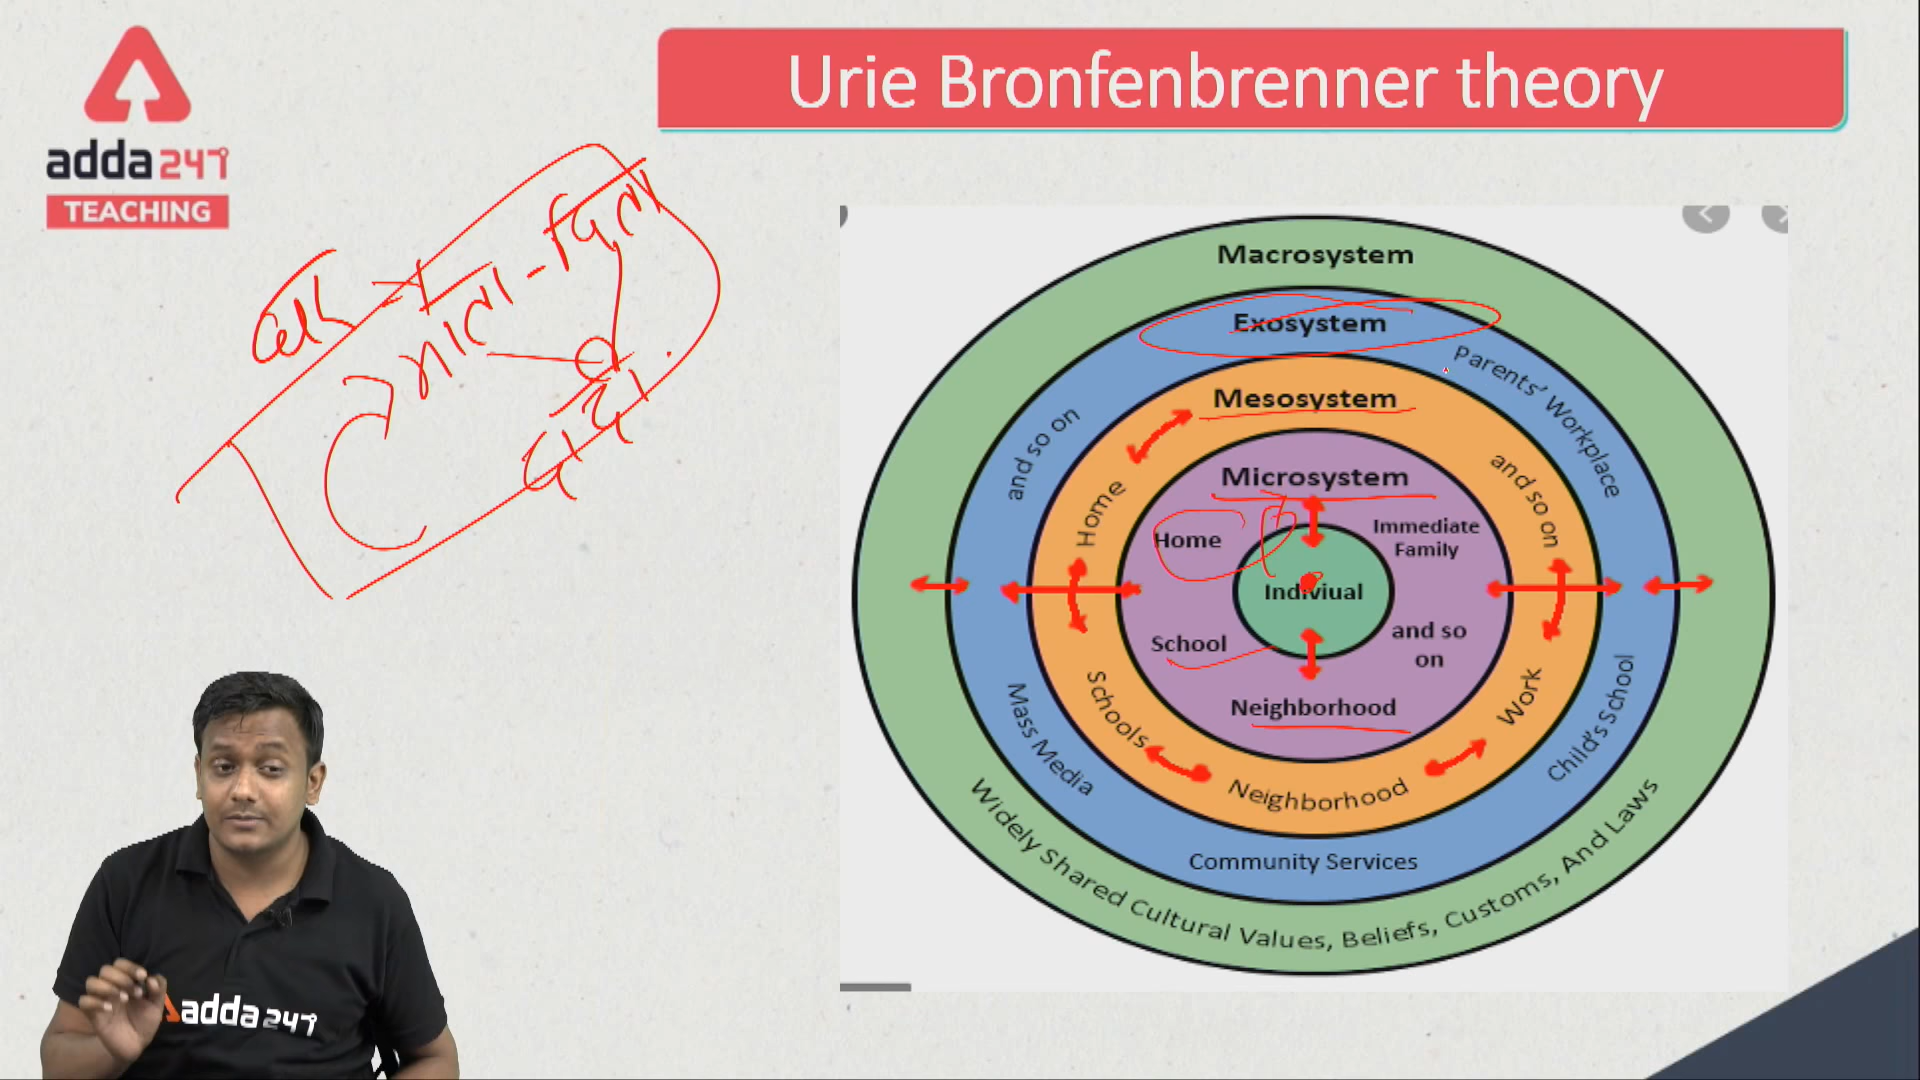 Urie Bronfenbrenner theory
adda247
TEACHING
माता - पिता
दादा
Macrosystem
Exosystem
Parents' Workplace
and so on
Mesosystem
Home
and so on
Microsystem
Home
Immediate
Family
Indiviual
School
and so
on
Neighborhood
Schools
Work
Neighborhood
Mass Media
Child's School
Community Services
Widely Shared Cultural Values, Beliefs, Customs, And Laws
adda247